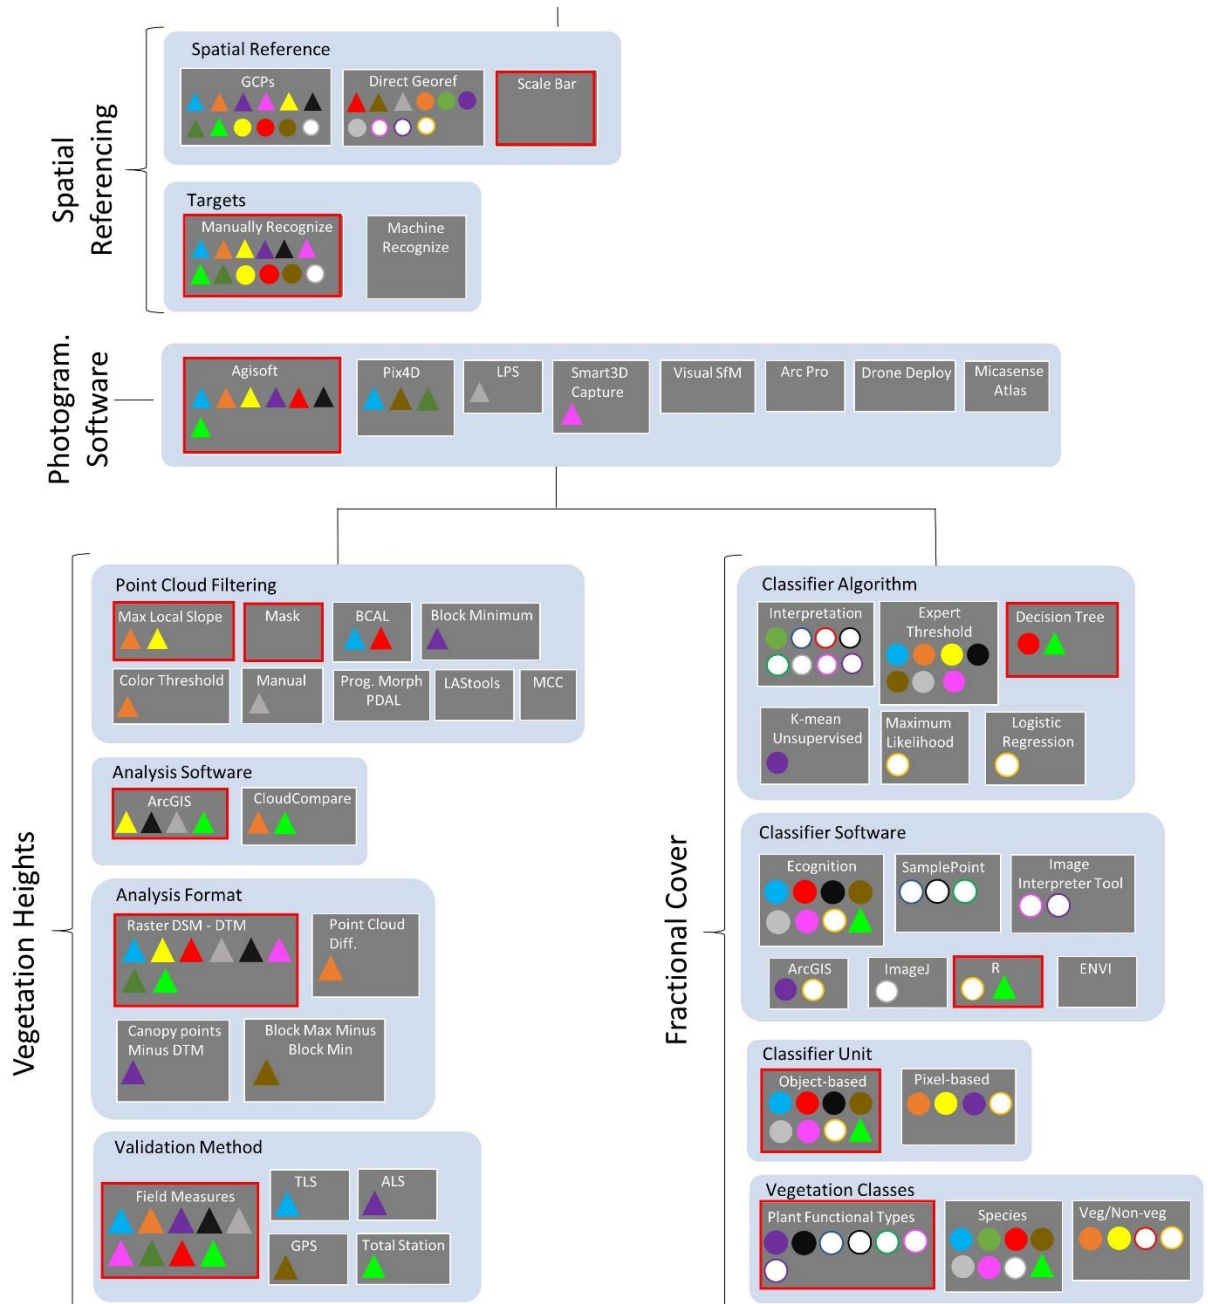 Spatial Referencing
Spatial Reference
GCPs
Direct Georef
Scale Bar
Targets
Manually Recognize
Machine
Recognize
Photogram.
Software
Agisoft
Pix4D
LPS
Smart3D
Capture
Visual SfM
Arc Pro
Drone Deploy
Micasense
Atlas
Vegetation Heights
Point Cloud Filtering
Max Local Slope
Mask
BCAL
Block Minimum
Color Threshold
Manual
Prog. Morph
PDAL
LAStools
MCC
Analysis Software
ArcGIS
CloudCompare
Analysis Format
Raster DSM - DTM
Point Cloud
Diff.
Canopy points
Minus DTM
Block Max Minus
Block Min
Validation Method
Field Measures
TLS
ALS
GPS
Total Station
Fractional Cover
Classifier Algorithm
Interpretation
Expert
Threshold
Decision Tree
K-mean
Unsupervised
Maximum
Likelihood
Logistic
Regression
Classifier Software
Ecognition
SamplePoint
Image
Interpreter Tool
ArcGIS
ImageJ
R
ENVI
Classifier Unit
Object-based
Pixel-based
Vegetation Classes
Plant Functional Types
Species
Veg/Non-veg